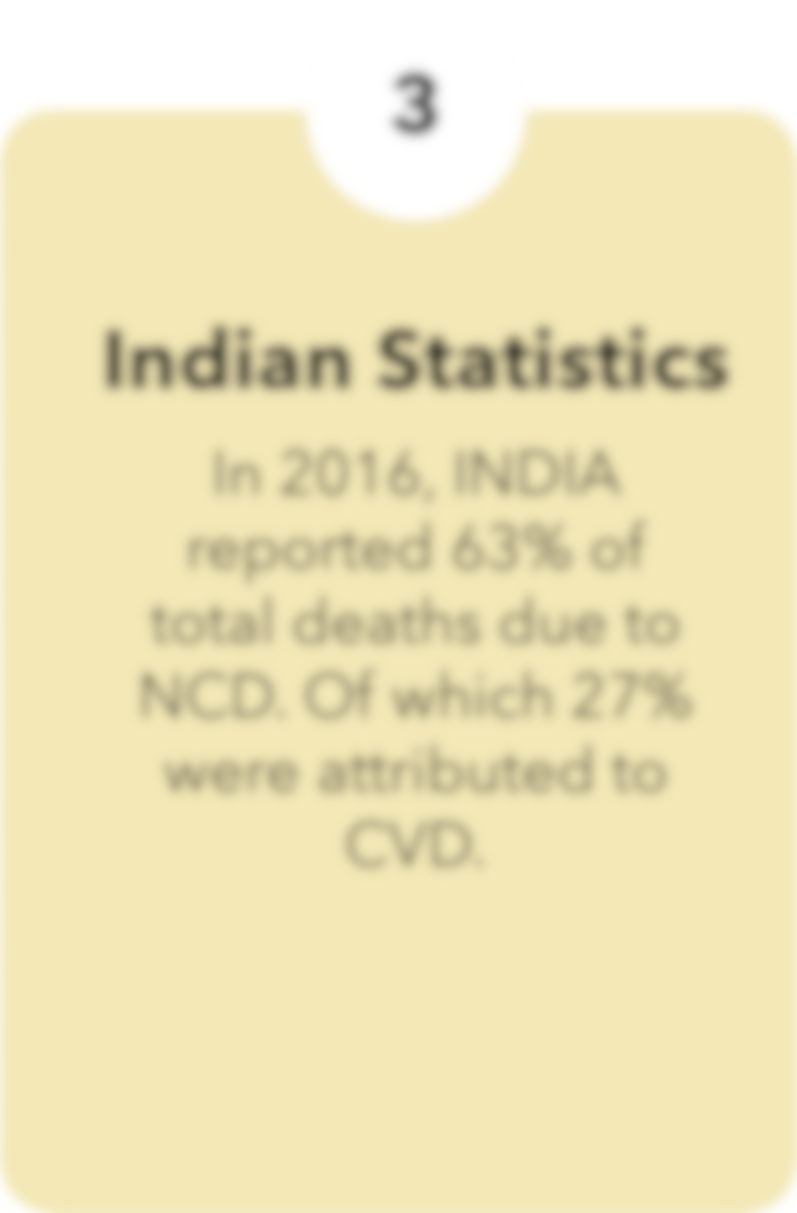 3
Indian Statistics
In 2016, INDIA
reported 63% of
total deaths due to
NCD. Of which 27%
were attributed to
CVD.